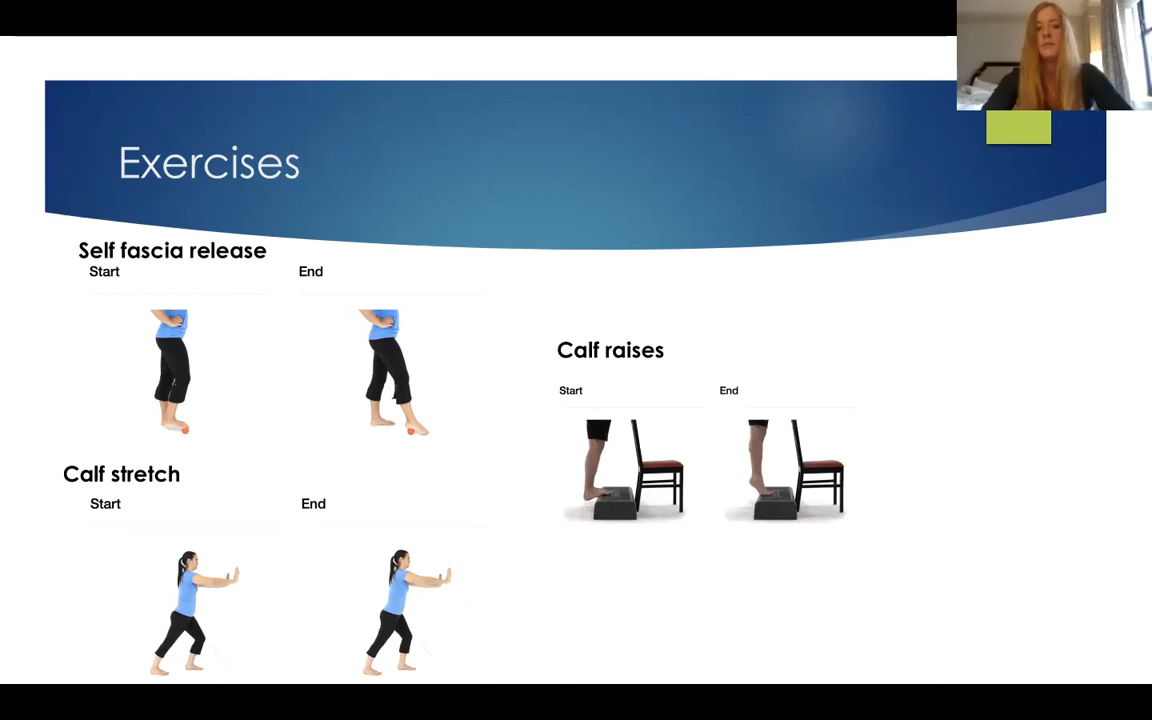 Exercises
Self fascia release
Start
End
Calf raises
Start
End
Calf stretch
Start
End